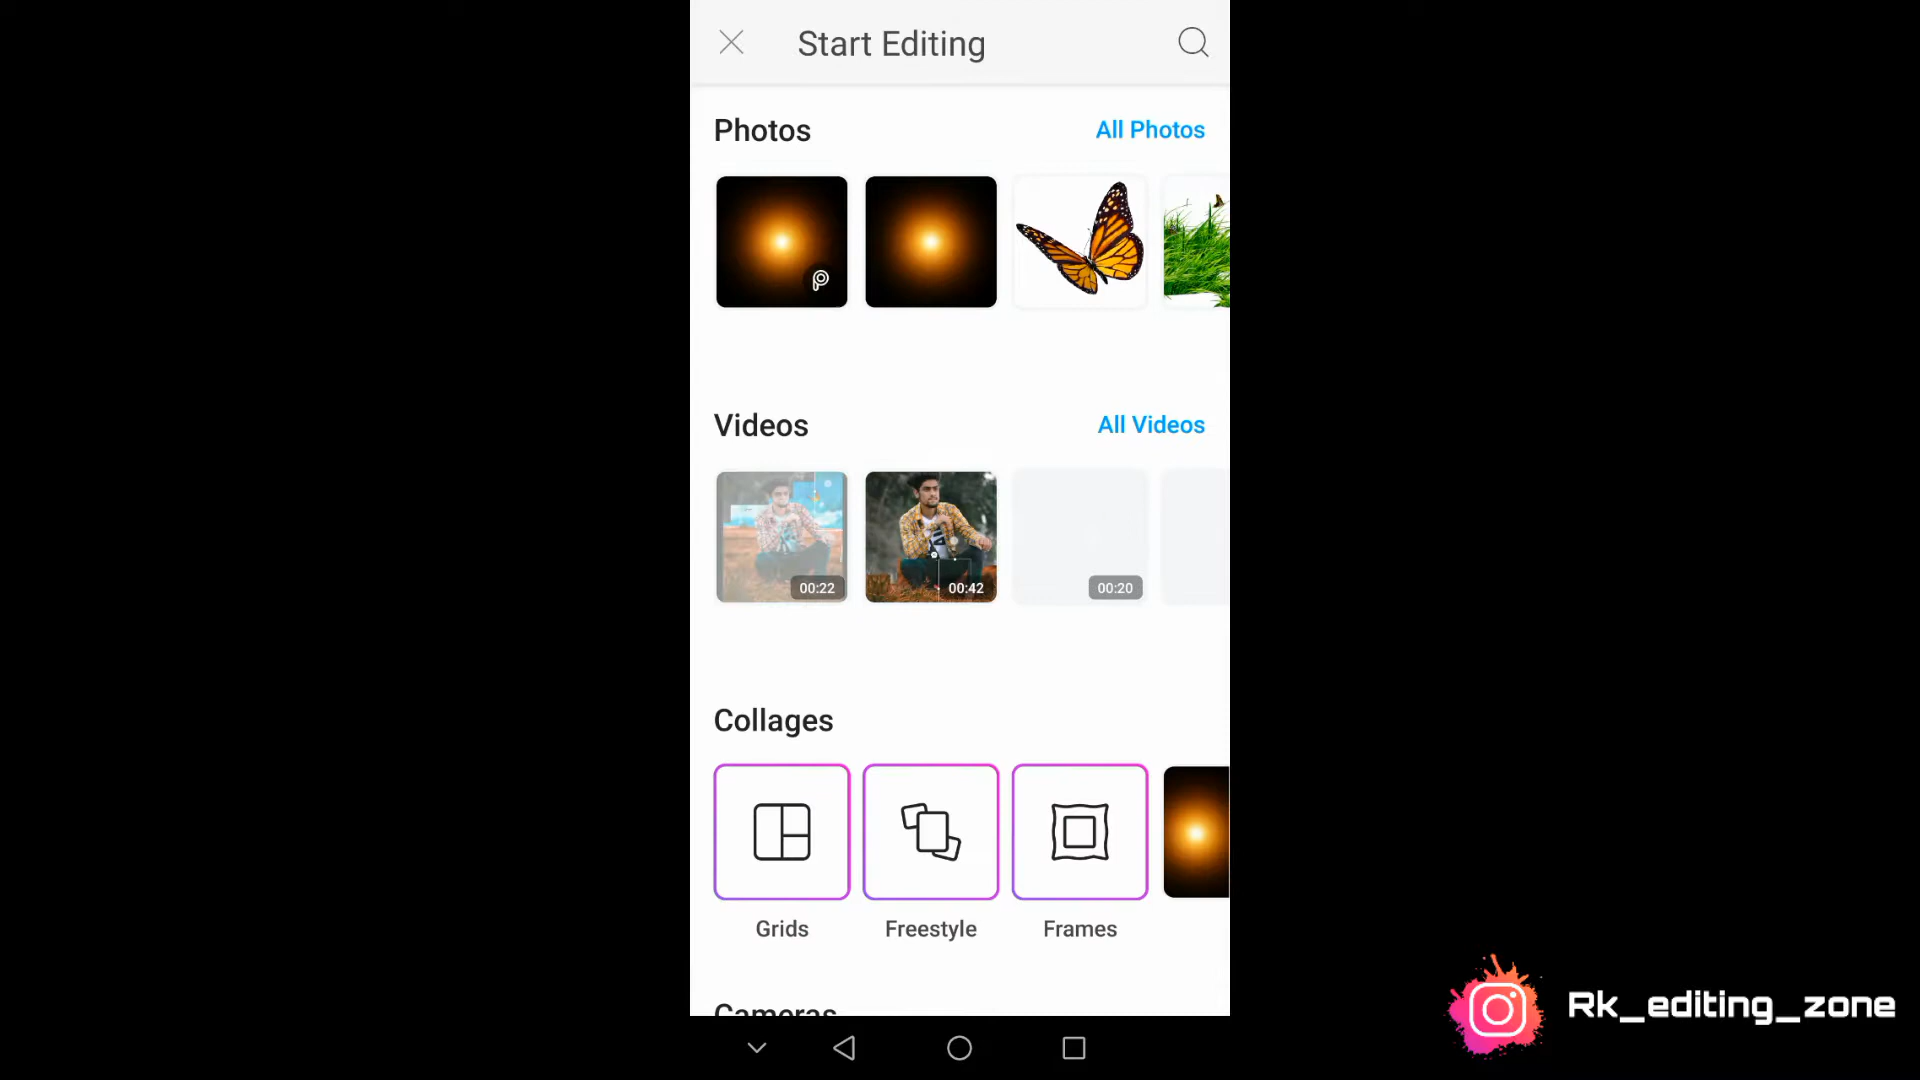 Start Editing
Photos
All Photos
Videos
All Videos
00:22
00:42
00:20
Collages
Grids
Freestyle
Frames
Cameras
Rk_editing_zone